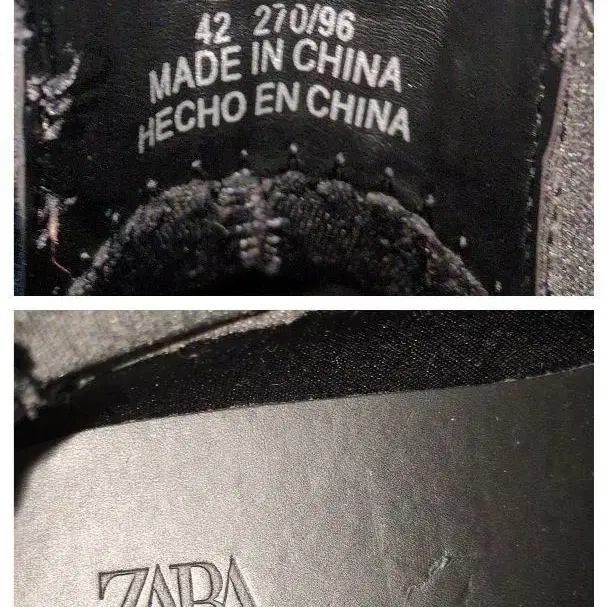 42 270/96
MADE IN CHINA
HECHO EN CHINA
ZARA